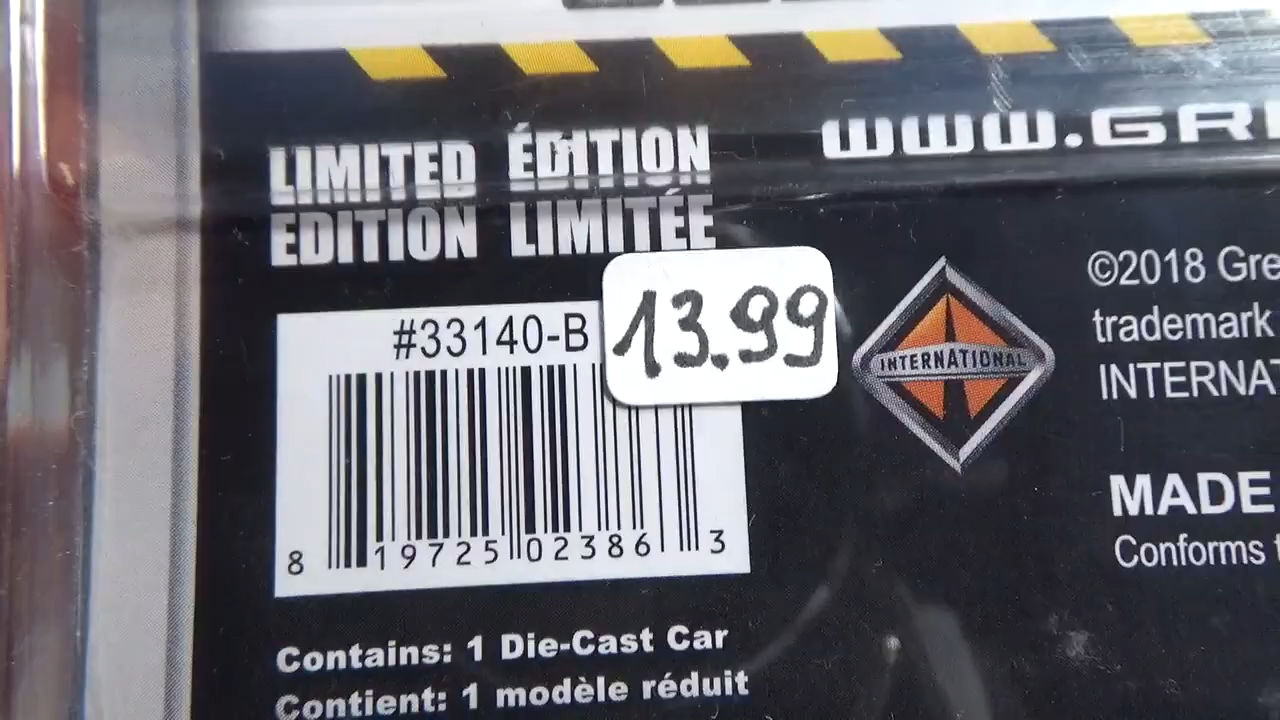 WWW.GR
LIMITED ÉDITION
EDITION LIMITÉE
#33140-B
13.99
8 19725 02386 3
Contains: 1 Die-Cast Car
Contient: 1 modèle réduit
INTERNATIONAL
©2018 Gre
trademark
INTERNA
MADE
Conforms